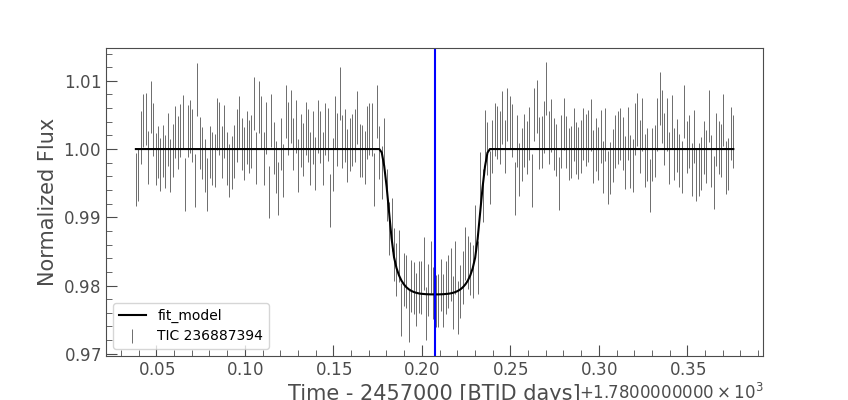 1.01
1.00
0.99
0.98
0.97
Normalized Flux
fit_model
TIC 236887394
0.05 0.10 0.15 0.20 0.25 0.30 0.35
Time - 2457000 [BTJD days]
+1.7800000000 × 10³